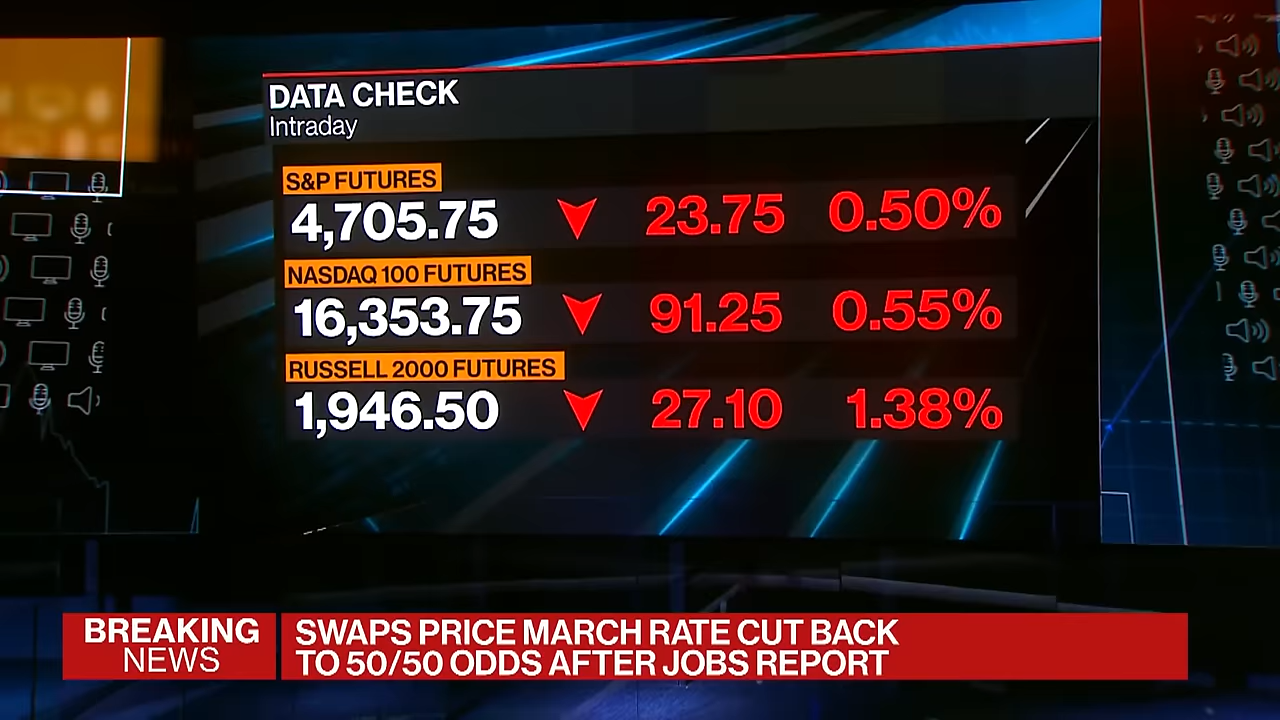 DATA CHECK
Intraday
S&P FUTURES
4,705.75 23.75 0.50%
NASDAQ 100 FUTURES
16,353.75 91.25 0.55%
RUSSELL 2000 FUTURES
1,946.50 27.10 1.38%
BREAKING
NEWS
SWAPS PRICE MARCH RATE CUT BACK
TO 50/50 ODDS AFTER JOBS REPORT